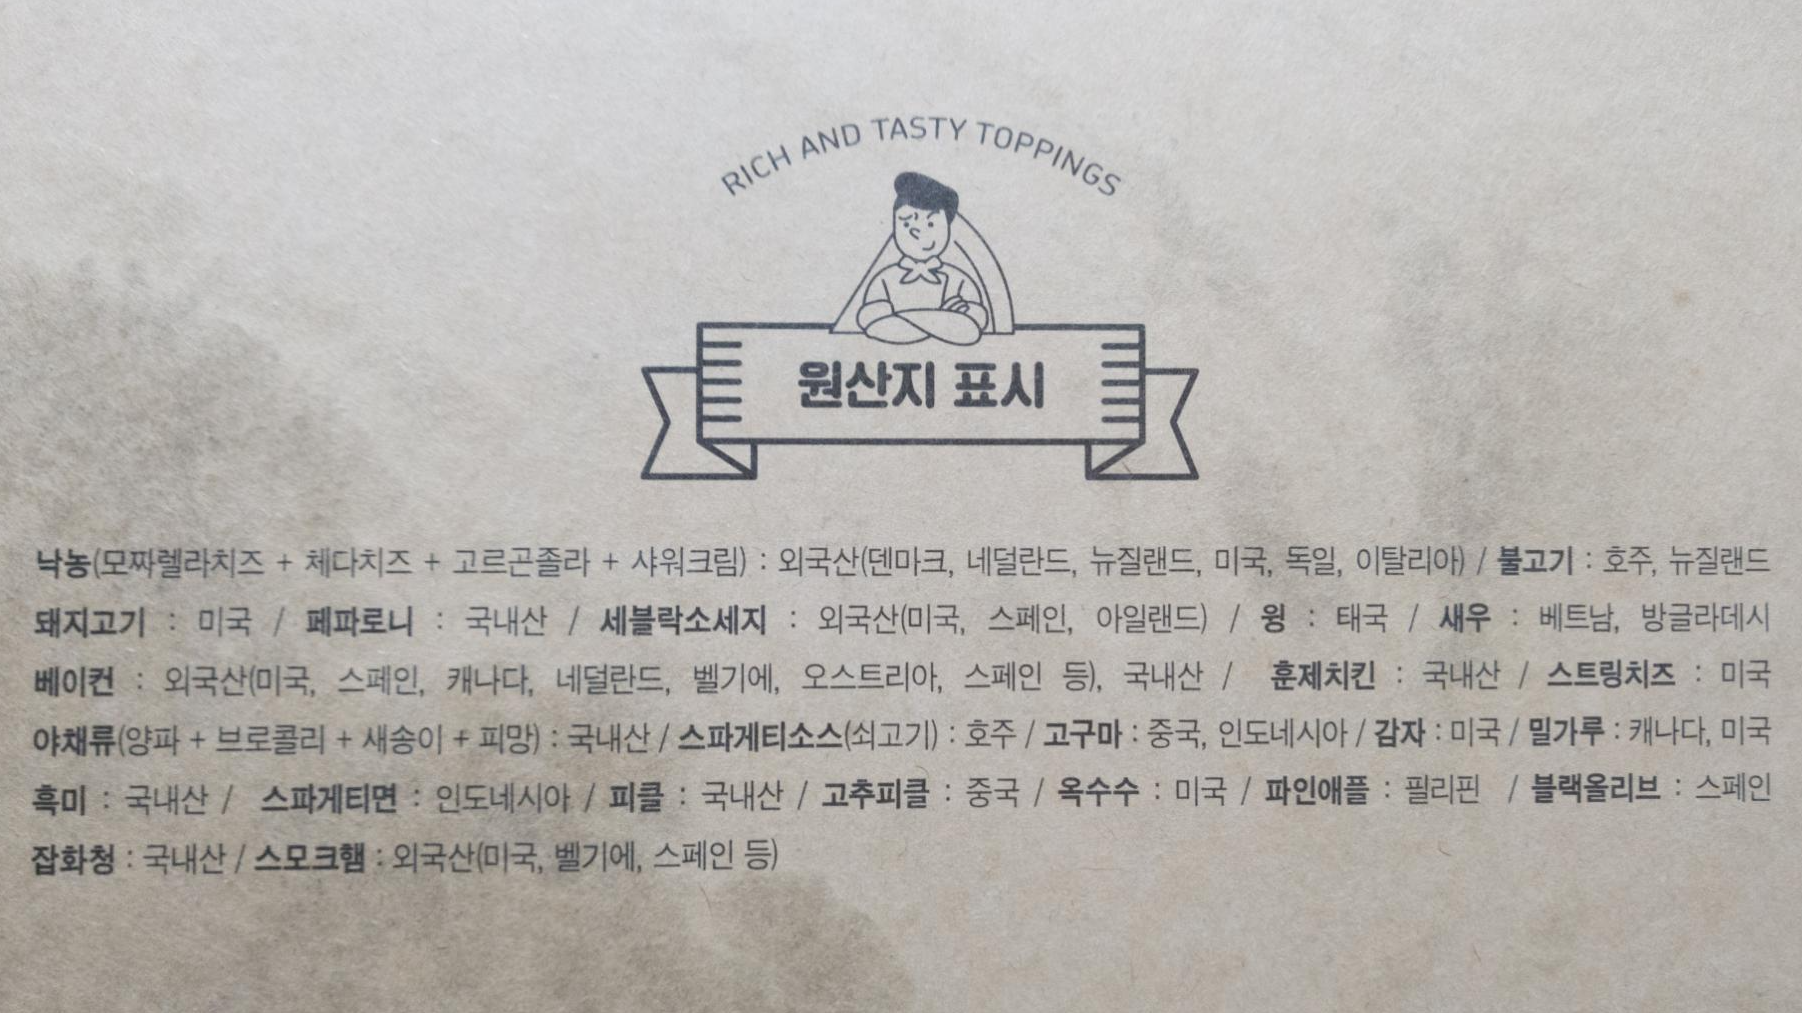 RICH AND TASTY TOPPINGS
원산지 표시
낙농(모짜렐라치즈 + 체다치즈 + 고르곤졸라 + 샤워크림) : 외국산(덴마크, 네덜란드, 뉴질랜드, 미국, 독일, 이탈리아) / 불고기 : 호주, 뉴질랜드
돼지고기 : 미국 / 페파로니 : 국내산 / 세블락소세지 : 외국산(미국, 스페인, 아일랜드) / 윙 : 태국 / 새우 : 베트남, 방글라데시
베이컨 : 외국산(미국, 스페인, 캐나다, 네덜란드, 벨기에, 오스트리아, 스페인 등), 국내산 / 훈제치킨 : 국내산 / 스트링치즈 : 미국
야채류(양파 + 브로콜리 + 새송이 + 피망) : 국내산 / 스파게티소스(쇠고기) : 호주 / 고구마 : 중국, 인도네시아 / 감자 : 미국 / 밀가루 : 캐나다, 미국
흑미 : 국내산 / 스파게티면 : 인도네시아 / 피클 : 국내산 / 고추피클 : 중국 / 옥수수 : 미국 / 파인애플 : 필리핀 / 블랙올리브 : 스페인
잡화청 : 국내산 / 스모크햄 : 외국산(미국, 벨기에, 스페인 등)